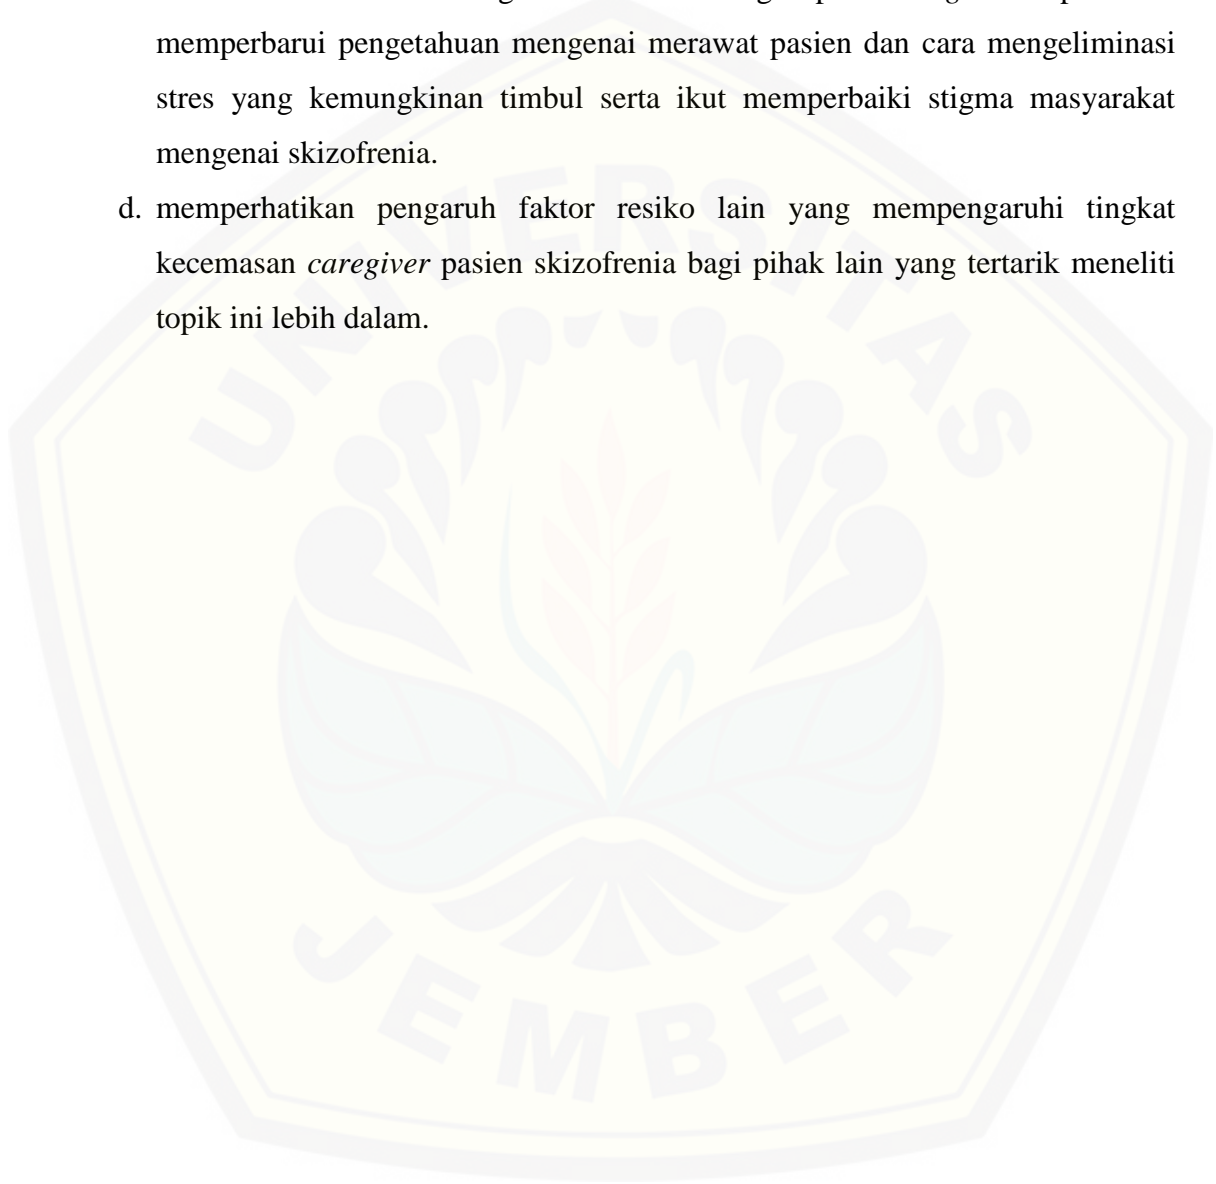 memperbarui pengetahuan mengenai merawat pasien dan cara mengeliminasi
stres yang kemungkinan timbul serta ikut memperbaiki stigma masyarakat
mengenai skizofrenia.
d. memperhatikan pengaruh faktor resiko lain yang mempengaruhi tingkat
kecemasan caregiver pasien skizofrenia bagi pihak lain yang tertarik meneliti
topik ini lebih dalam.
UNIVERSITAS
JEMBER